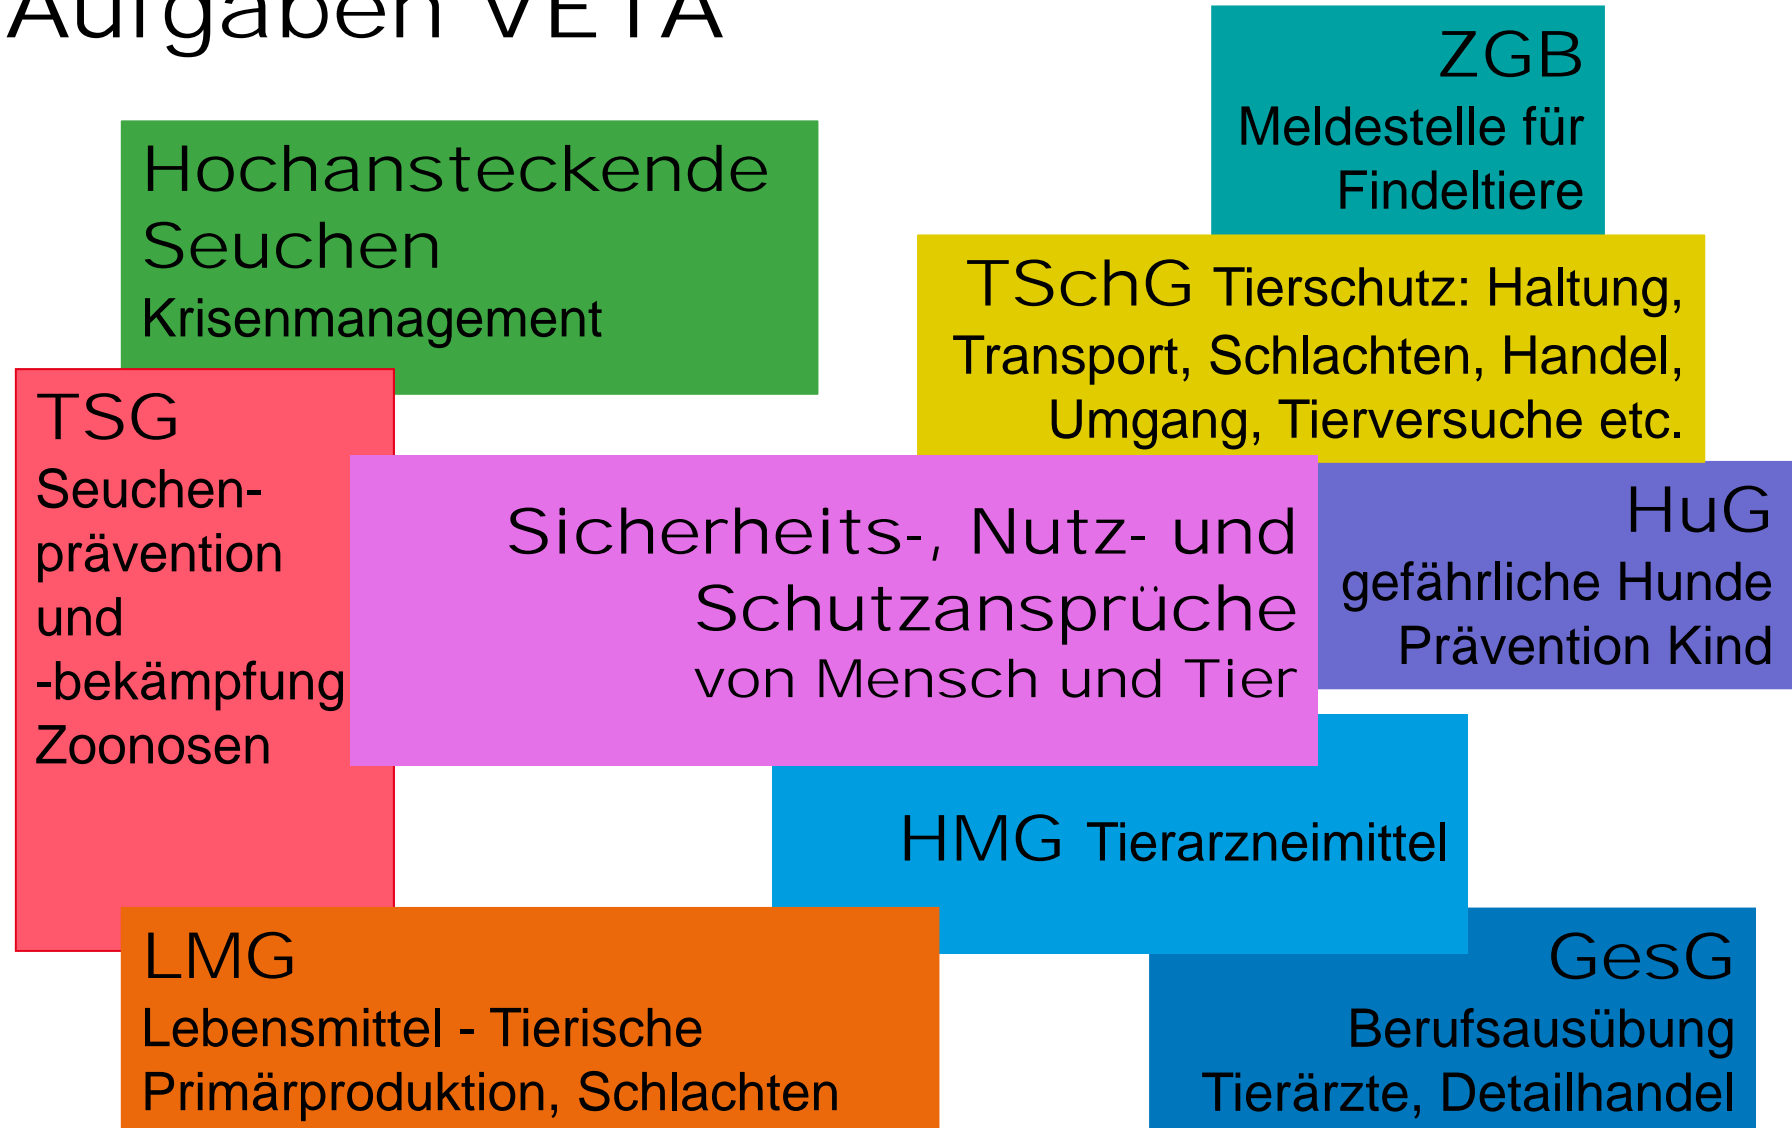 Aufgaben VETA
ZGB
Meldestelle für
Findeltiere
Hochansteckende
Seuchen
Krisenmanagement
TSchG Tierschutz: Haltung,
Transport, Schlachten, Handel,
Umgang, Tierversuche etc.
TSG
Seuchen-
prävention
und
-bekämpfung
Zoonosen
Sicherheits-, Nutz- und
Schutzansprüche
von Mensch und Tier
HuG
gefährliche Hunde
Prävention Kind
HMG Tierarzneimittel
LMG
Lebensmittel - Tierische
Primärproduktion, Schlachten
GesG
Berufsausübung
Tierärzte, Detailhandel